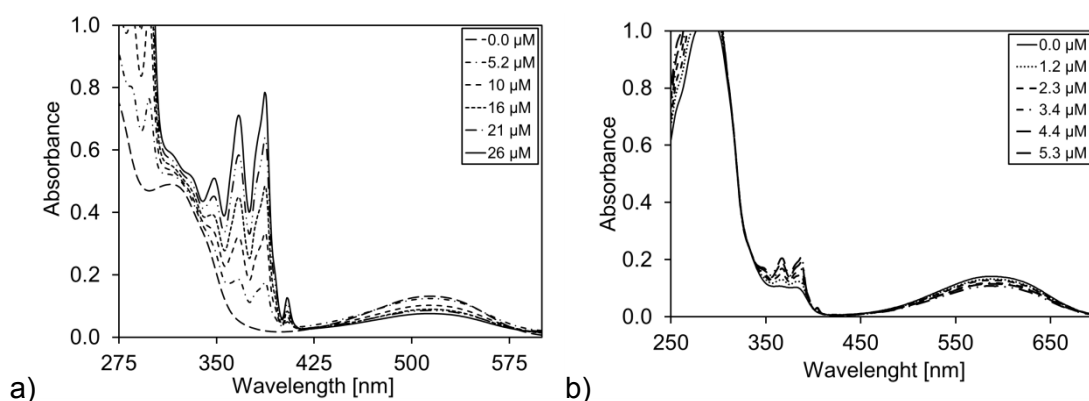 1.0
0.8
0.6
0.4
0.2
0.0
Absorbance
275
350
425
500
575
Wavelength [nm]
0.0 µM
5.2 µM
10 µM
16 µM
21 µM
26 µM
a)
1.0
0.8
0.6
0.4
0.2
0.0
Absorbance
250
350
450
550
650
Wavelenght [nm]
0.0 µM
1.2 µM
2.3 µM
3.4 µM
4.4 µM
5.3 µM
b)